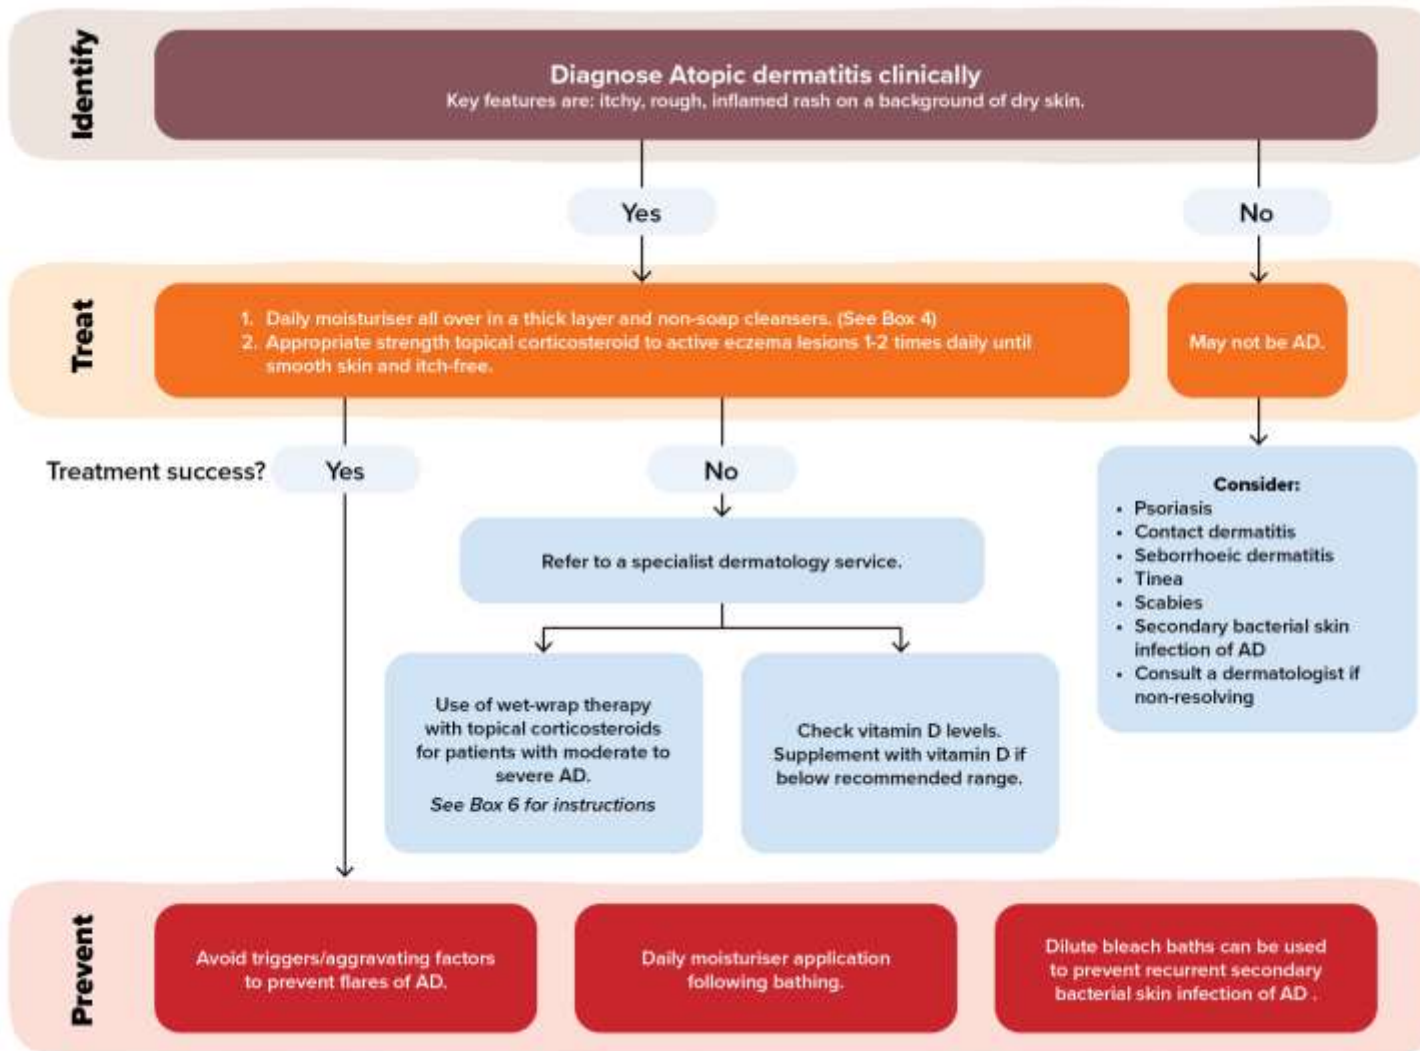 Identify
Diagnose Atopic dermatitis clinically
Key features are: itchy, rough, inflamed rash on a background of dry skin.
Yes
No
Treat
1. Daily moisturiser all over in a thick layer and non-soap cleansers. (See Box 4)
2. Appropriate strength topical corticosteroid to active eczema lesions 1-2 times daily until
smooth skin and itch-free.
May not be AD.
Treatment success?
Yes
No
Refer to a specialist dermatology service.
Use of wet-wrap therapy
with topical corticosteroids
for patients with moderate to
severe AD.
See Box 6 for instructions
Check vitamin D levels.
Supplement with vitamin D if
below recommended range.
Consider:
• Psoriasis
• Contact dermatitis
• Seborrhoeic dermatitis
• Tinea
• Scabies
• Secondary bacterial skin
infection of AD
• Consult a dermatologist if
non-resolving
Prevent
Avoid triggers/aggravating factors
to prevent flares of AD.
Daily moisturiser application
following bathing.
Dilute bleach baths can be used
to prevent recurrent secondary
bacterial skin infection of AD .